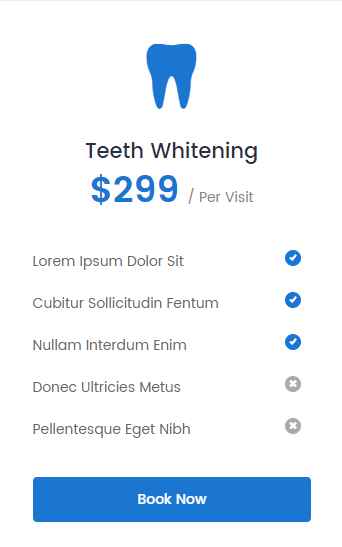 Teeth Whitening
$299 / Per Visit
Lorem Ipsum Dolor Sit
Cubitur Sollicitudin Fentum
Nullam Interdum Enim
Donec Ultricies Metus
Pellentesque Eget Nibh
Book Now